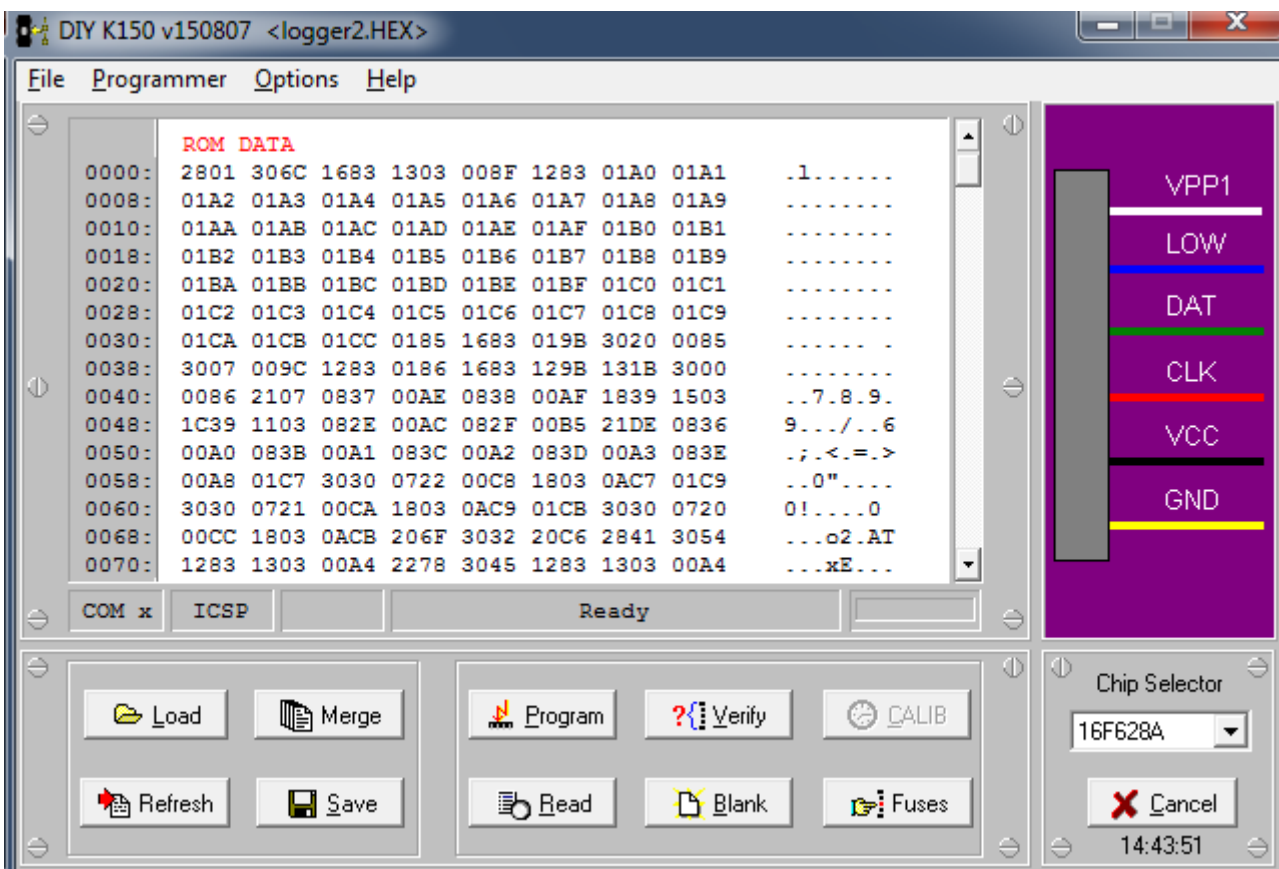 DIY K150 v150807 <logger2.HEX>
File Programmer Options Help
ROM DATA
0000: 2801 306C 1683 1303 008F 1283 01A0 01A1 .l......
0008: 01A2 01A3 01A4 01A5 01A6 01A7 01A8 01A9 ........
0010: 01AA 01AB 01AC 01AD 01AE 01AF 01B0 01B1 ........
0018: 01B2 01B3 01B4 01B5 01B6 01B7 01B8 01B9 ........
0020: 01BA 01BB 01BC 01BD 01BE 01BF 01C0 01C1 ........
0028: 01C2 01C3 01C4 01C5 01C6 01C7 01C8 01C9 ........
0030: 01CA 01CB 01CC 0185 1683 019B 3020 0085 ...... .
0038: 3007 009C 1283 0186 1683 129B 131B 3000 ........
0040: 0086 2107 0837 00AE 0838 00AF 1839 1503 ..7.8.9.
0048: 1C39 1103 082E 00AC 082F 00B5 21DE 0836 9.../..6
0050: 00A0 083B 00A1 083C 00A2 083D 00A3 083E .;.<.=.>
0058: 00A8 01C7 3030 0722 00C8 1803 0AC7 01C9 ..0"....
0060: 3030 0721 00CA 1803 0AC9 01CB 3030 0720 0!....0
0068: 00CC 1803 0ACB 206F 3032 20C6 2841 3054 ...o2.AT
0070: 1283 1303 00A4 2278 3045 1283 1303 00A4 ...xE...
COM x ICSP Ready
VPP1
LOW
DAT
CLK
VCC
GND
Load Merge Program ?{ Verify CALIB
Refresh Save Read Blank Fuses
Chip Selector
16F628A
Cancel
14:43:51